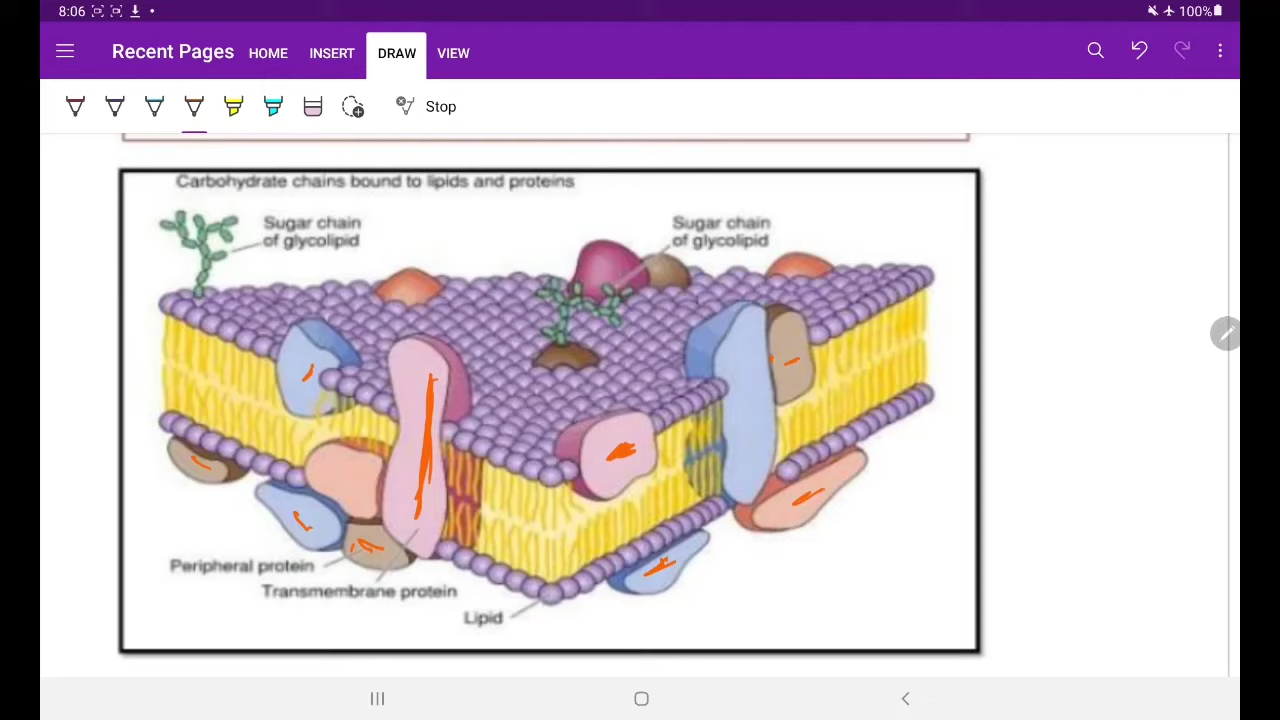 8:06
100%
Recent Pages HOME INSERT DRAW VIEW
Stop
Carbohydrate chains bound to lipids and proteins
Sugar chain
of glycolipid
Sugar chain
of glycolipid
Peripheral protein
Transmembrane protein
Lipid